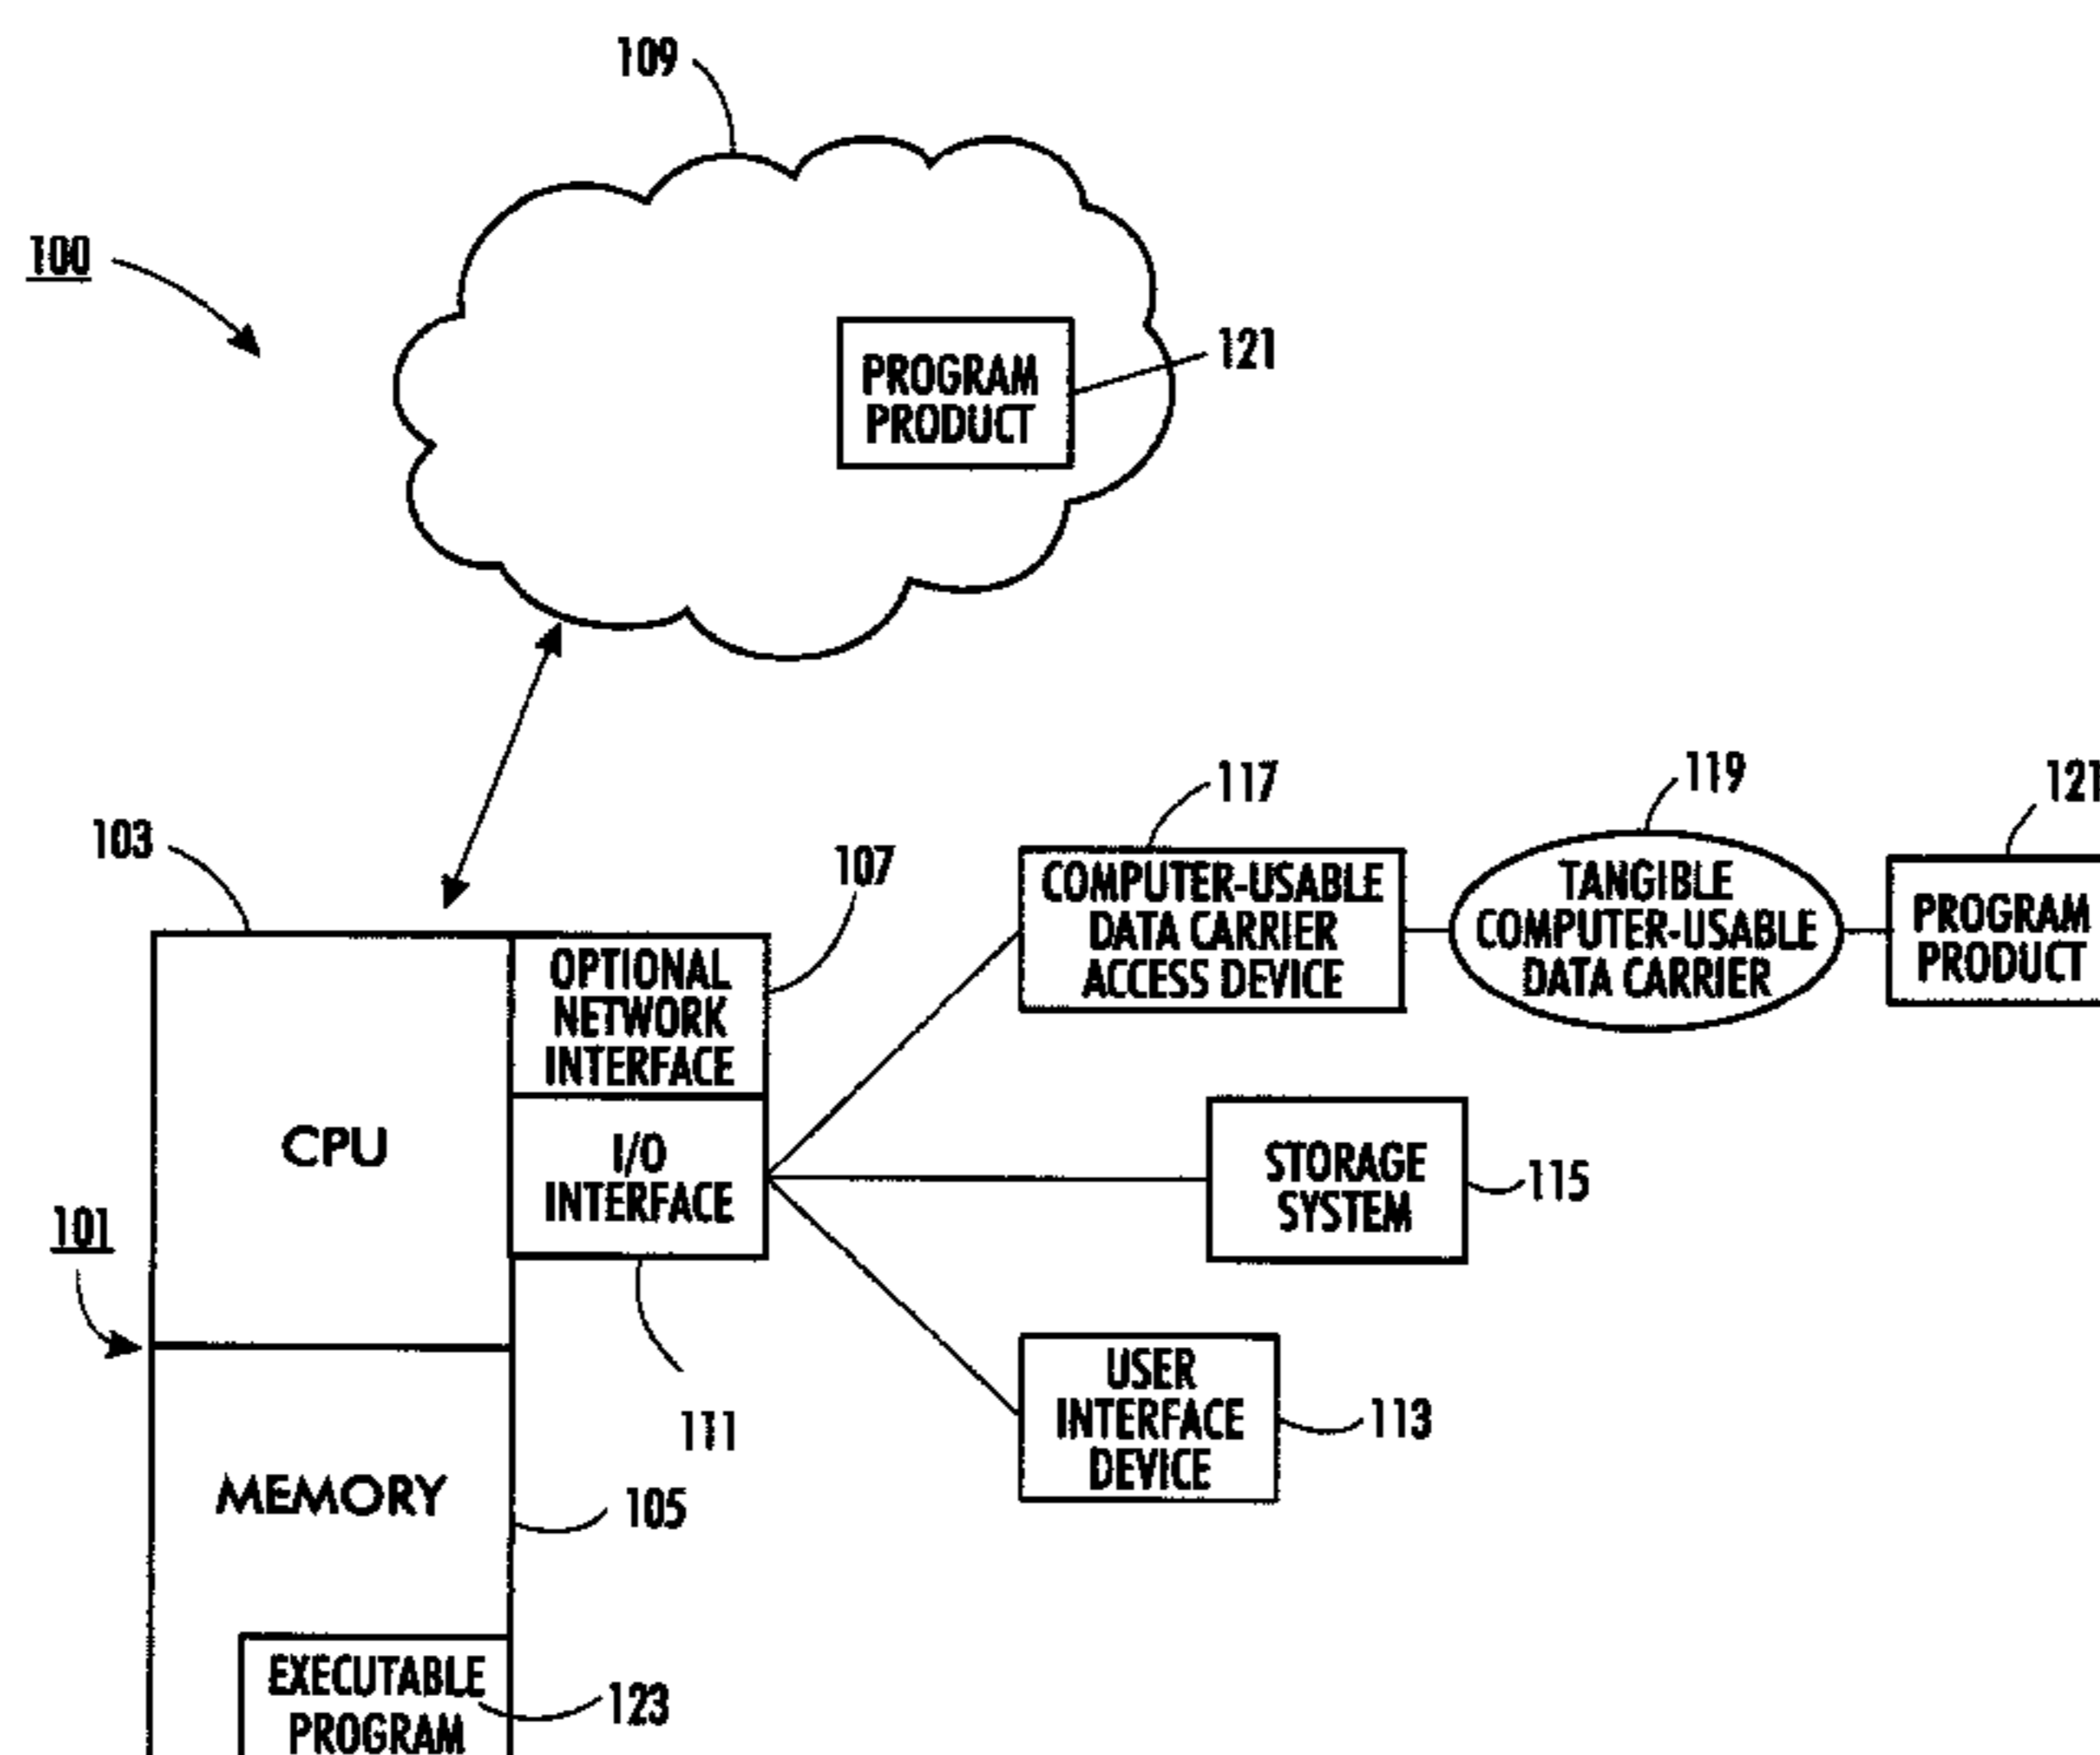 109
100
PROGRAM
PRODUCT
121
117
119
121
103
107
COMPUTER-USABLE
DATA CARRIER
ACCESS DEVICE
TANGIBLE
COMPUTER-USABLE
DATA CARRIER
PROGRAM
PRODUCT
OPTIONAL
NETWORK
INTERFACE
CPU
I/O
INTERFACE
STORAGE
SYSTEM
115
101
USER
INTERFACE
DEVICE
113
111
MEMORY
105
EXECUTABLE
PROGRAM
123